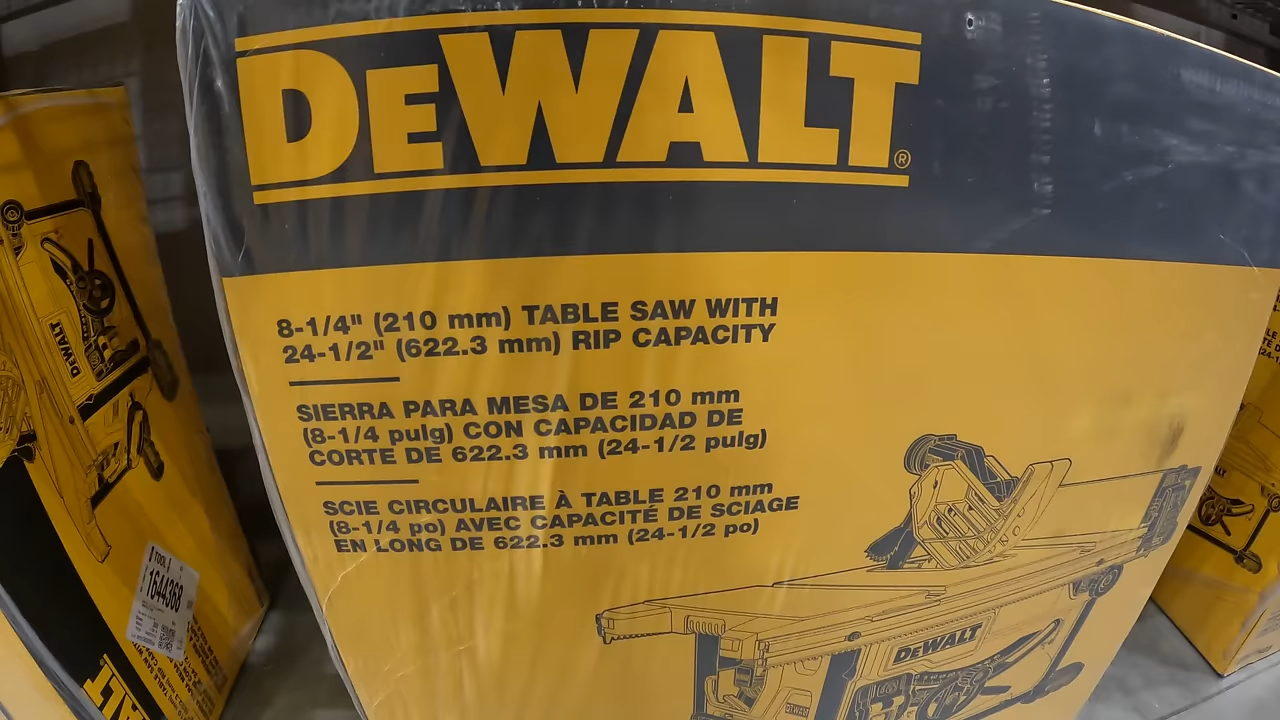 DEWALT®
8-1/4" (210 mm) TABLE SAW WITH
24-1/2" (622.3 mm) RIP CAPACITY
SIERRA PARA MESA DE 210 mm
(8-1/4 pulg) CON CAPACIDAD DE
CORTE DE 622.3 mm (24-1/2 pulg)
SCIE CIRCULAIRE À TABLE 210 mm
(8-1/4 po) AVEC CAPACITÉ DE SCIAGE
EN LONG DE 622.3 mm (24-1/2 po)
DEWALT
DEWALT
DEWALT
TOOL
1644368